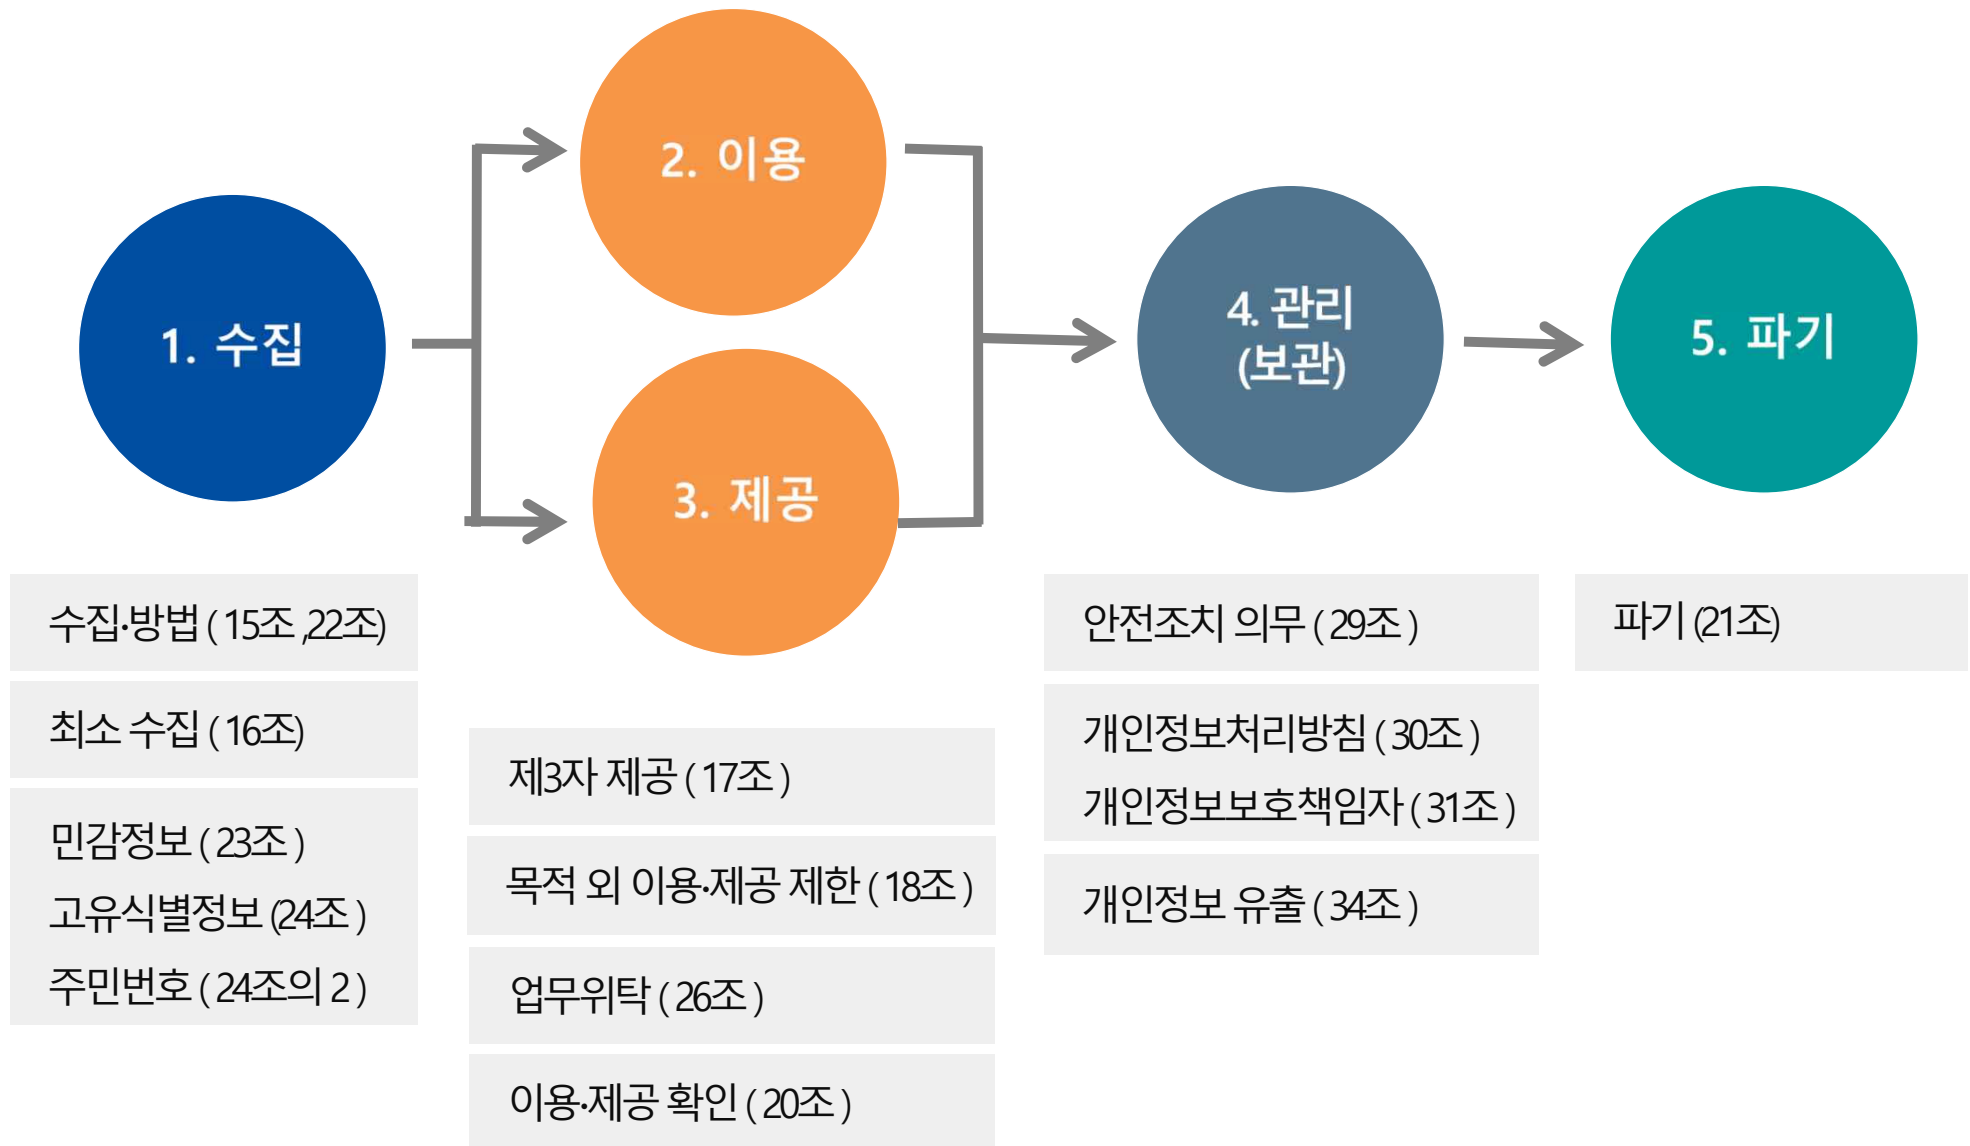 1. 수집
2. 이용
3. 제공
4. 관리
(보관)
5. 파기
수집·방법 ( 15조 ,22조)
최소 수집 ( 16조)
민감정보 ( 23조 )
고유식별정보 (24조 )
주민번호 ( 24조의 2 )
제3자 제공 ( 17조 )
목적 외 이용·제공 제한 ( 18조 )
업무위탁 ( 26조 )
이용·제공 확인 ( 20조 )
안전조치 의무 ( 29조 )
개인정보처리방침 ( 30조 )
개인정보보호책임자 ( 31조 )
개인정보 유출 ( 34조 )
파기 (21조)